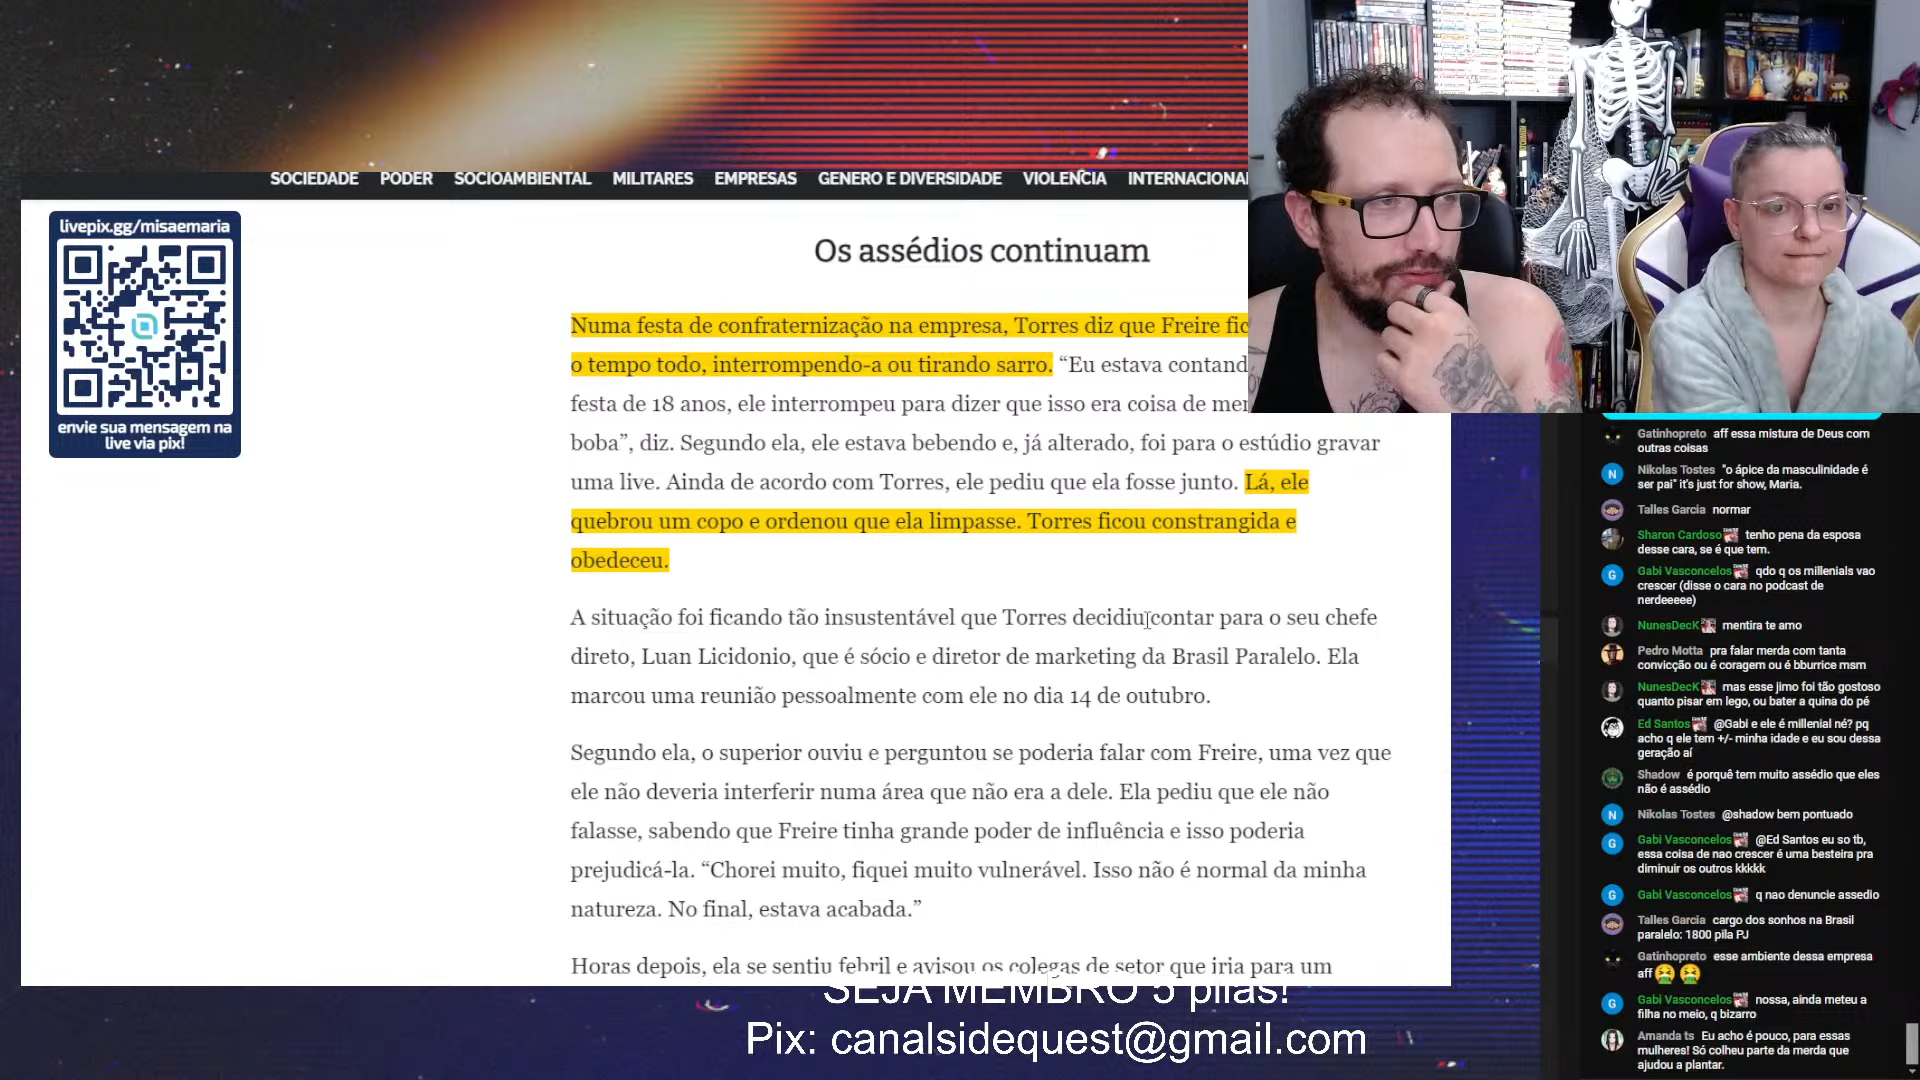 SOCIEDADE PODER SOCIOAMBIENTAL MILITARES EMPRESAS GENERO E DIVERSIDADE VIOLENCIA INTERNACIONA
livepix.gg/misaemaria
envie sua mensagem na
live via pix!
Os assédios continuam
Numa festa de confraternização na empresa, Torres diz que Freire fic
o tempo todo, interrompendo-a ou tirando sarro. “Eu estava contand
festa de 18 anos, ele interrompeu para dizer que isso era coisa de me
boba”, diz. Segundo ela, ele estava bebendo e, já alterado, foi para o estúdio gravar
uma live. Ainda de acordo com Torres, ele pediu que ela fosse junto. Lá, ele
quebrou um copo e ordenou que ela limpasse. Torres ficou constrangida e
obedeceu.
A situação foi ficando tão insustentável que Torres decidiu contar para o seu chefe
direto, Luan Licidonio, que é sócio e diretor de marketing da Brasil Paralelo. Ela
marcou uma reunião pessoalmente com ele no dia 14 de outubro.
Segundo ela, o superior ouviu e perguntou se poderia falar com Freire, uma vez que
ele não deveria interferir numa área que não era a dele. Ela pediu que ele não
falasse, sabendo que Freire tinha grande poder de influência e isso poderia
prejudicá-la. “Chorei muito, fiquei muito vulnerável. Isso não é normal da minha
natureza. No final, estava acabada.”
Horas depois, ela se sentiu febril e avisou os colegas de setor que iria para um
SEJA MEMBRO 5 pilas!
Pix: canalsidequest@gmail.com
Gatinhopreto aff essa mistura de Deus com
outras coisas
Nikolas Tostes "o ápice da masculinidade é
ser pai" it's just for show, Maria.
Talles Garcia normar
Sharon Cardoso tenho pena da esposa
desse cara, se é que tem.
Gabi Vasconcelos qdo q os millenials vao
crescer (disse o cara no podcast de
nerdeeeee)
NunesDecK mentira te amo
Pedro Motta pra falar merda com tanta
convicção ou é coragem ou é bburrice msm
NunesDecK mas esse jimo foi tão gostoso
quanto pisar em lego, ou bater a quina do pé
Ed Santos @Gabi e ele é millenial né? pq
acho q ele tem +/- minha idade e eu sou dessa
geração aí
Shadow é porquê tem muito assédio que eles
não é assédio
Nikolas Tostes @shadow bem pontuado
Gabi Vasconcelos @Ed Santos eu so tb,
essa coisa de nao crescer é uma besteira pra
diminuir os outros kkkkk
Gabi Vasconcelos q nao denuncie assedio
Talles Garcia cargo dos sonhos na Brasil
paralelo: 1800 pila PJ
Gatinhopreto esse ambiente dessa empresa
aff
Gabi Vasconcelos nossa, ainda meteu a
filha no meio, q bizarro
Amanda ts Eu acho é pouco, para essas
mulheres! Só colheu parte da merda que
ajudou a plantar.